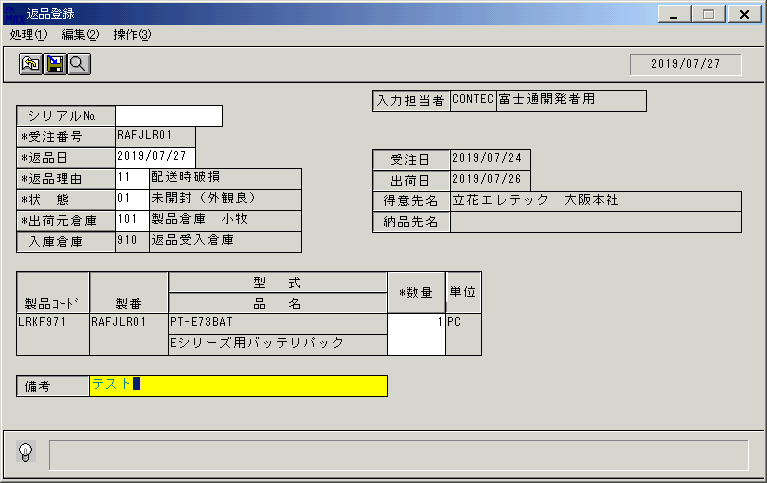 返品登録
処理(1) 編集(2) 操作(3)
2019/07/27
入力担当者 CONTEC 富士通開発者用
シリアル№
*受注番号 RAFJLR01
*返品日 2019/07/27
*返品理由 11 配送時破損
*状　態 01 未開封（外観良）
*出荷元倉庫 101 製品倉庫　小牧
入庫倉庫 910 返品受入倉庫
受注日 2019/07/24
出荷日 2019/07/26
得意先名 立花エレテック　大阪本社
納品先名
製品ｺｰﾄﾞ 製番 型　式 *数量 単位
品　名
LRKF971 RAFJLR01 PT-E73BAT 1 PC
Eシリーズ用バッテリパック
備考 テスト